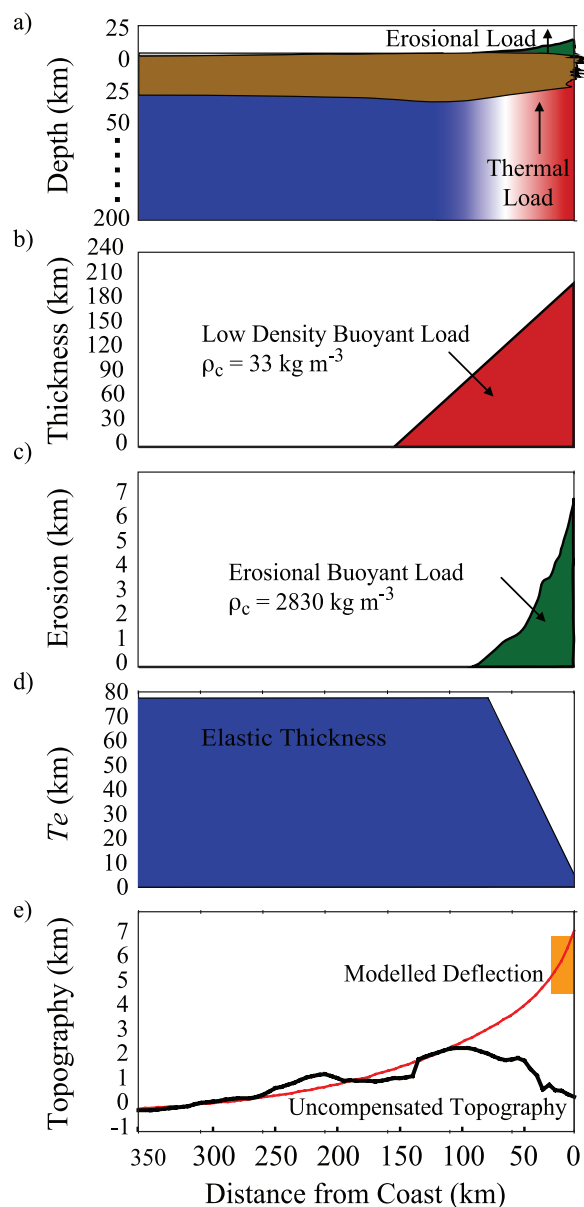 a)
Depth (km)
25
0
25
50
200
Erosional Load
Thermal
Load
b)
Thickness (km)
240
210
180
150
120
90
60
30
0
Low Density Buoyant Load
ρc = 33 kg m-3
c)
Erosion (km)
7
6
5
4
3
2
1
0
Erosional Buoyant Load
ρc = 2830 kg m-3
d)
Te (km)
80
70
60
50
40
30
20
10
0
Elastic Thickness
e)
Topography (km)
7
6
5
4
3
2
1
0
-1
Modelled Deflection
Uncompensated Topography
350 300 250 200 150 100 50 0
Distance from Coast (km)